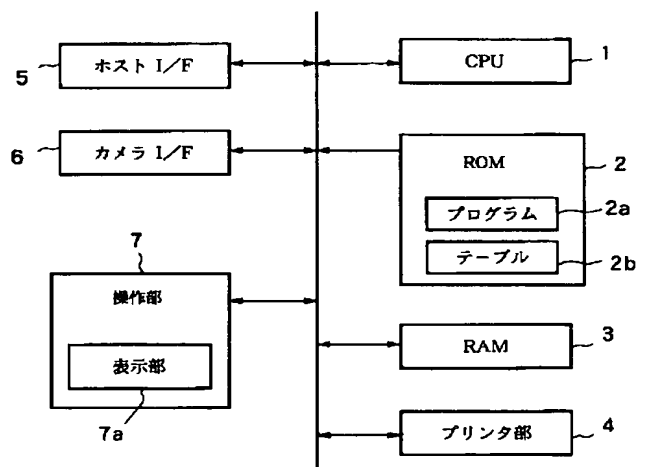 5
ホスト I/F
CPU
1
6
カメラ I/F
ROM
2
プログラム
2a
テーブル
2b
7
操作部
表示部
7a
RAM
3
プリンタ部
4